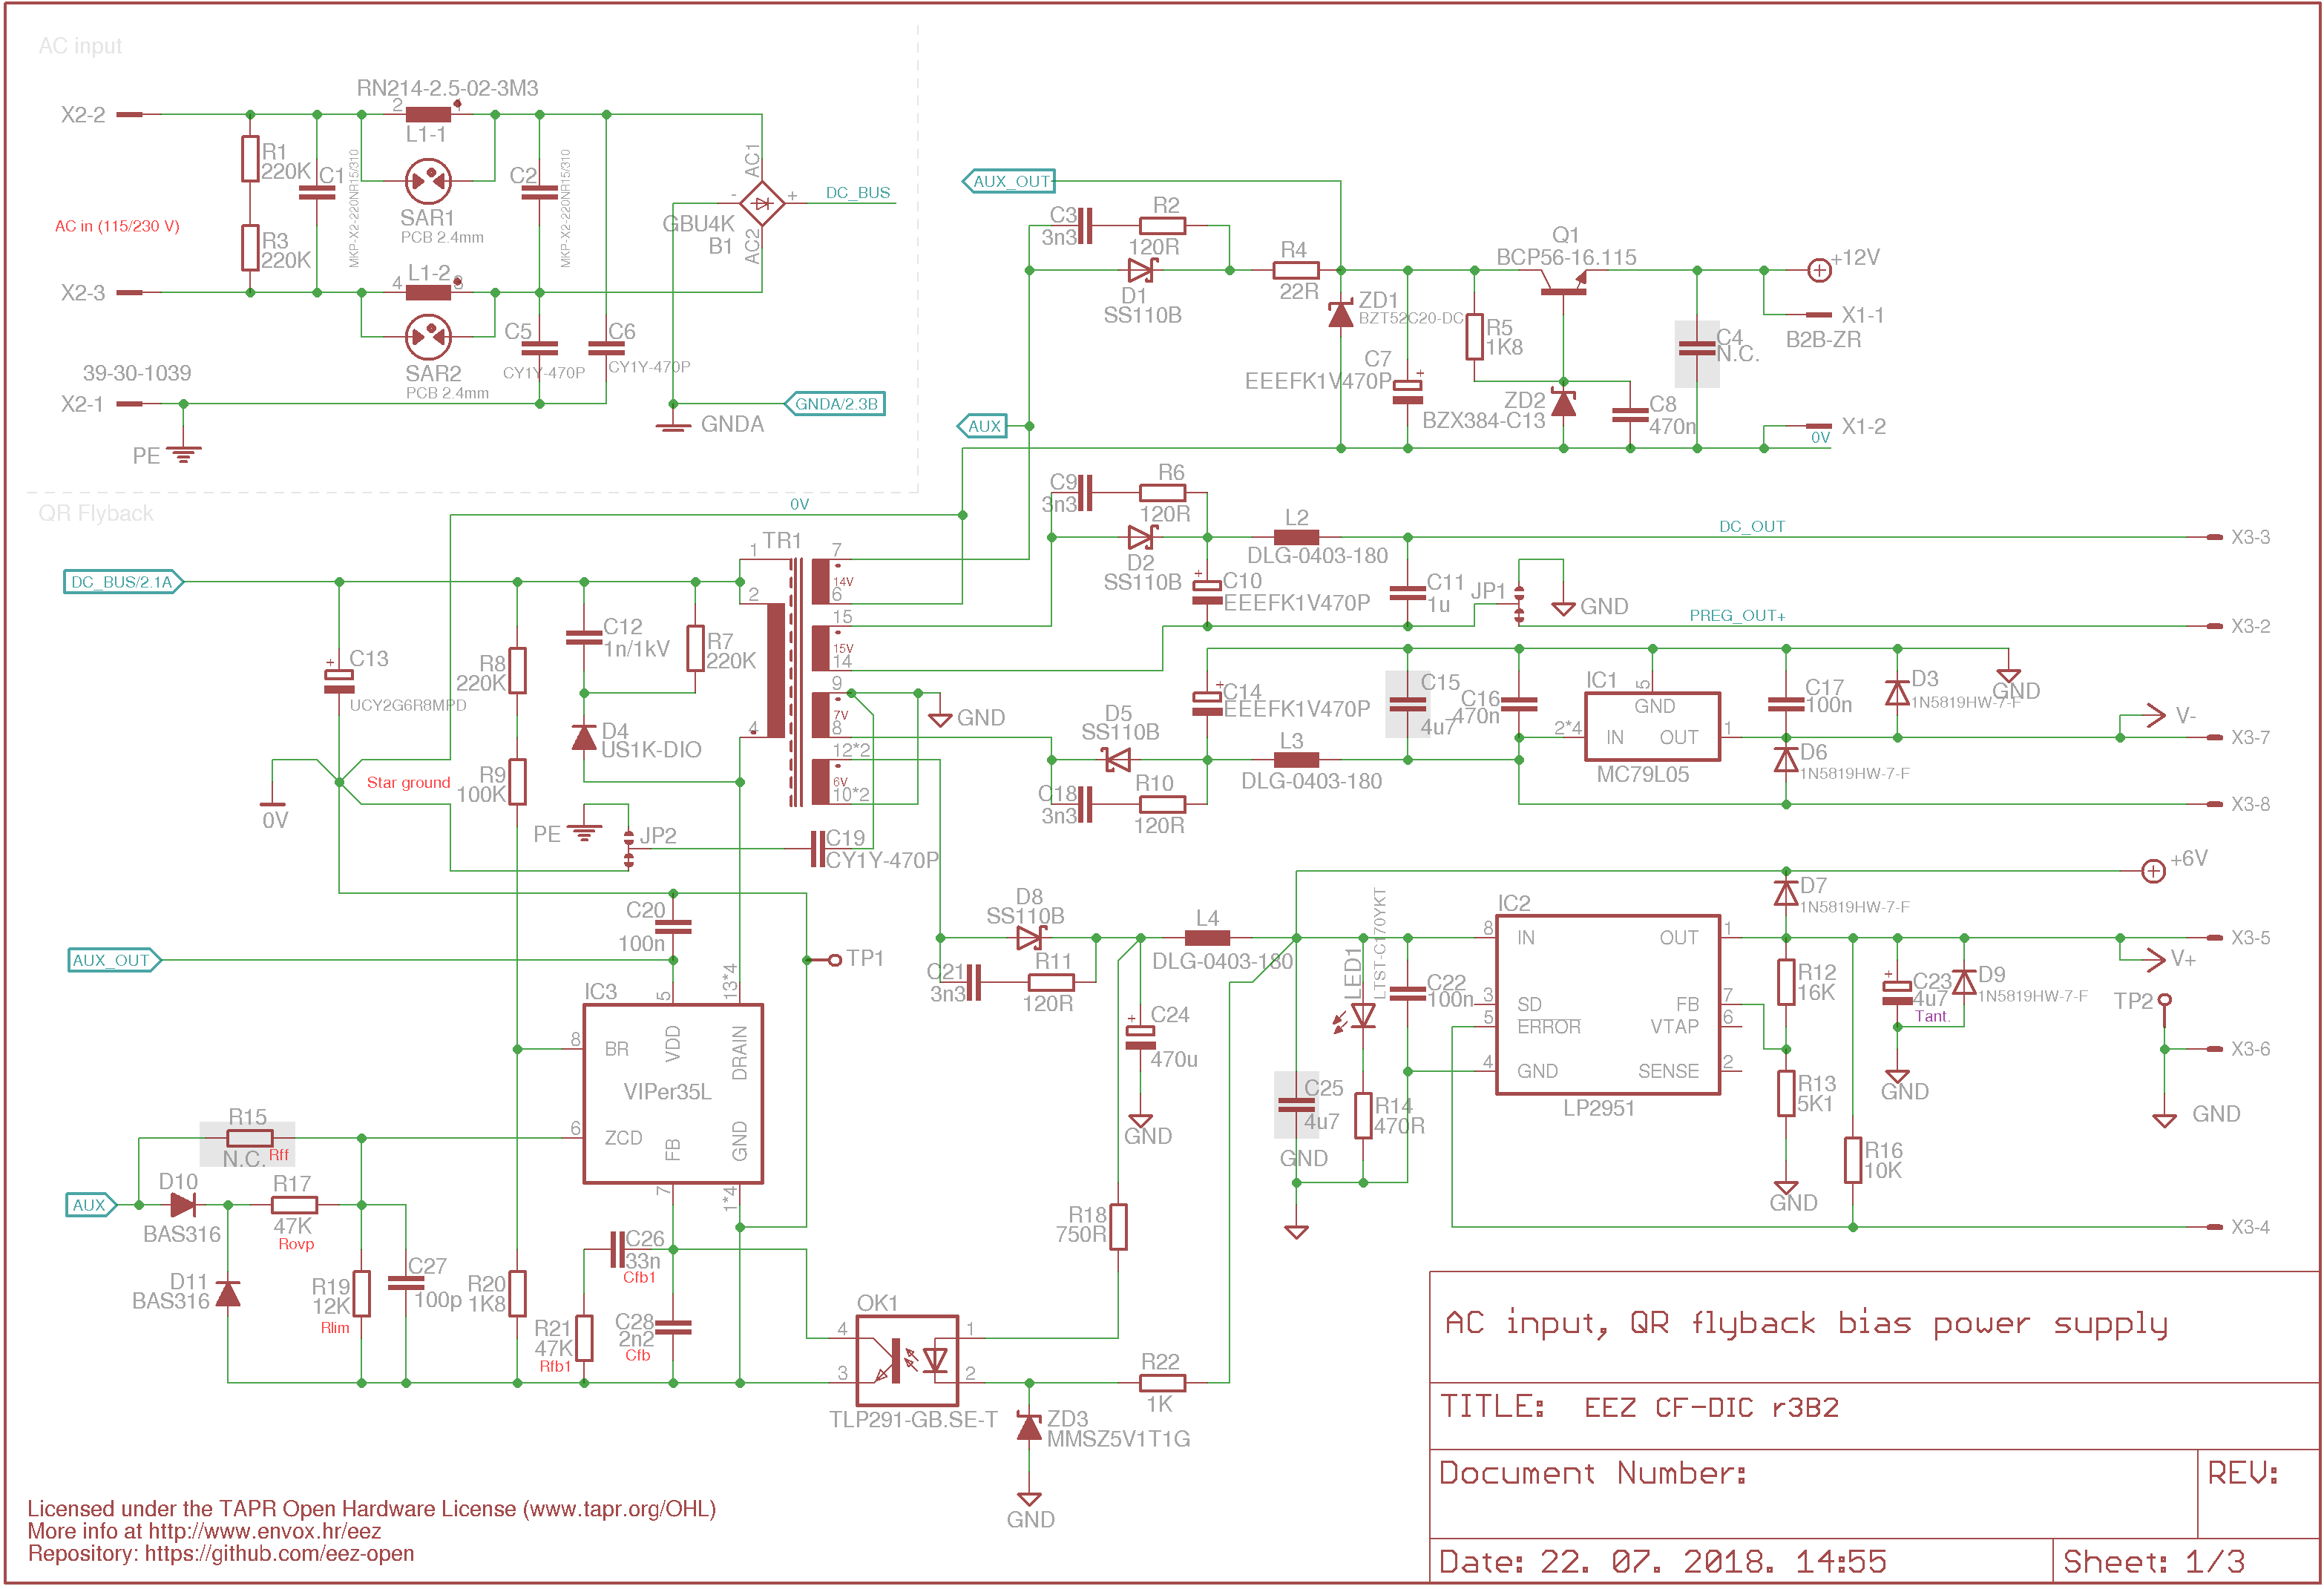 AC input
RN214-2.5-02-3M3
X2-2
2
L1-1
R1
220K
C1
MKP-X2-220NR15/310
C2
MKP-X2-220NR15/310
SAR1
PCB 2.4mm
AC in (115/230 V)
R3
220K
L1-2
4
X2-3
SAR2
PCB 2.4mm
C5
CY1Y-470P
C6
CY1Y-470P
AC1
-
+
DC_BUS
GBU4K
B1
AC2
39-30-1039
X2-1
PE
GNDA/2.3B
GNDA
AUX_OUT
C3
3n3
R2
120R
D1
SS110B
R4
22R
ZD1
BZT52C20-DC
Q1
BCP56-16.115
+12V
R5
1K8
C7
+
EEEFK1V470P
ZD2
BZX384-C13
C8
470n
C4
N.C.
X1-1
B2B-ZR
X1-2
0V
AUX
QR Flyback
0V
DC_BUS/2.1A
TR1
1
2
4
7
14V
6
15
15V
14
9
7V
8
12*2
6V
10*2
C9
3n3
R6
120R
D2
SS110B
L2
DLG-0403-180
DC_OUT
X3-3
+
C10
EEEFK1V470P
C11
1u
JP1
GND
PREG_OUT+
X3-2
C12
1n/1kV
R7
220K
+
C13
UCY2G6R8MPD
R8
220K
D4
US1K-DIO
R9
100K
Star ground
0V
PE
JP2
C19
CY1Y-470P
GND
D5
SS110B
+
C14
EEEFK1V470P
L3
DLG-0403-180
C18
3n3
R10
120R
C15
4u7
C16
470n
IC1
5
GND
2*4
IN
OUT
1
MC79L05
C17
100n
D3
1N5819HW-7-F
GND
V-
X3-7
D6
1N5819HW-7-F
X3-8
C20
100n
AUX_OUT
TP1
IC3
5
13*4
8
BR
VDD
DRAIN
VIPer35L
6
ZCD
FB
GND
7
1*4
D8
SS110B
C21
3n3
R11
120R
L4
DLG-0403-180
+
C24
470u
GND
LED1
LTST-C170YKT
C22
100n
C25
4u7
GND
R14
470R
IC2
8
IN
OUT
1
3
SD
FB
7
5
ERROR
VTAP
6
4
GND
SENSE
2
LP2951
+6V
D7
1N5819HW-7-F
X3-5
V+
R12
16K
+
C23
4u7
Tant.
D9
1N5819HW-7-F
GND
TP2
X3-6
GND
R13
5K1
GND
R16
10K
X3-4
R15
N.C.
Rff
AUX
D10
BAS316
R17
47K
Rovp
D11
BAS316
R19
12K
Rlim
C27
100p
R20
1K8
C26
33n
Cfb1
R21
47K
Rfb1
C28
2n2
Cfb
R18
750R
OK1
4
1
3
2
TLP291-GB.SE-T
R22
1K
ZD3
MMSZ5V1T1G
GND
AC input, QR flyback bias power supply
TITLE: EEZ CF-DIC r3B2
Document Number:
REV:
Date: 22. 07. 2018. 14:55
Sheet: 1/3
Licensed under the TAPR Open Hardware License (www.tapr.org/OHL)
More info at http://www.envox.hr/eez
Repository: https://github.com/eez-open